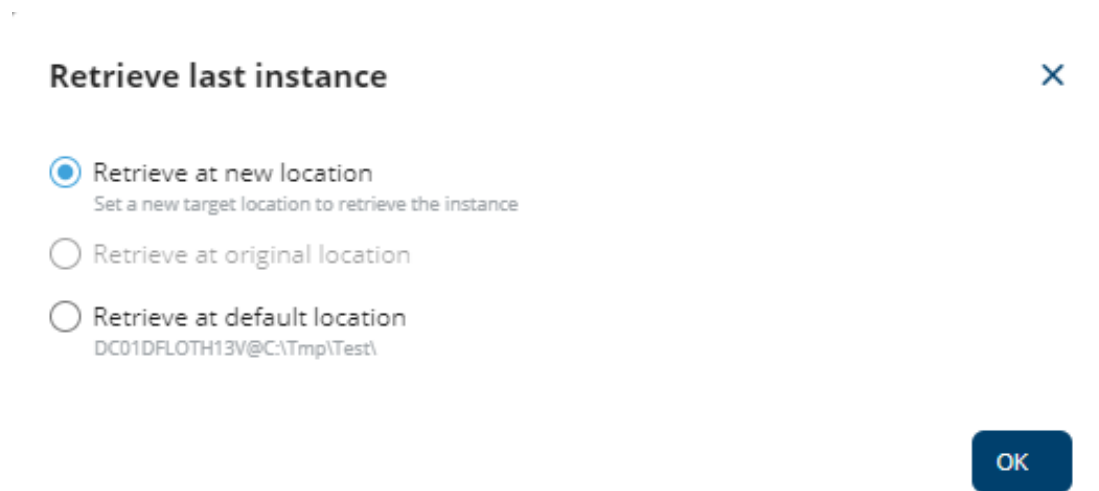 Retrieve last instance
Retrieve at new location
Set a new target location to retrieve the instance
Retrieve at original location
Retrieve at default location
DC01DFLOTH13V@C:\Tmp\Test\
OK